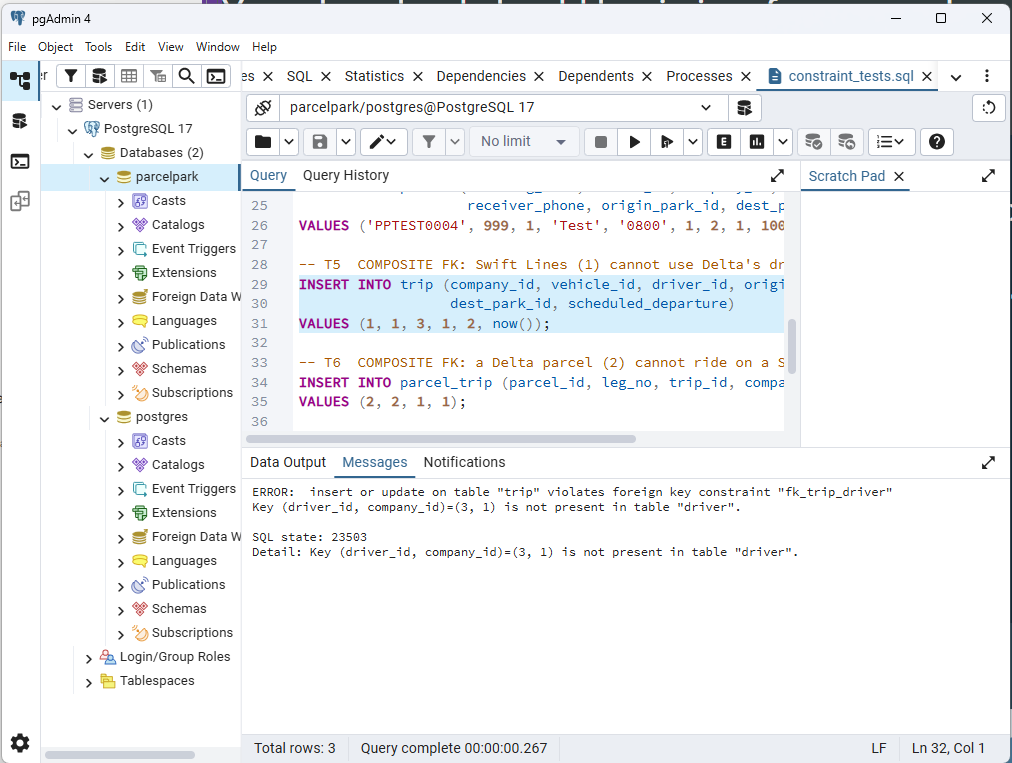 pgAdmin 4
File Object Tools Edit View Window Help
es SQL Statistics Dependencies Dependents Processes constraint_tests.sql
Servers (1)
PostgreSQL 17
Databases (2)
parcelpark
Casts
Catalogs
Event Triggers
Extensions
Foreign Data W
Languages
Publications
Schemas
Subscriptions
postgres
Casts
Catalogs
Event Triggers
Extensions
Foreign Data W
Languages
Publications
Schemas
Subscriptions
Login/Group Roles
Tablespaces
parcelpark/postgres@PostgreSQL 17
No limit
E
Query Query History
Scratch Pad
25 receiver_phone, origin_park_id, dest_p
26 VALUES ('PPTEST0004', 999, 1, 'Test', '0800', 1, 2, 1, 100
27
28 -- T5 COMPOSITE FK: Swift Lines (1) cannot use Delta's dr
29 INSERT INTO trip (company_id, vehicle_id, driver_id, origi
30 dest_park_id, scheduled_departure)
31 VALUES (1, 1, 3, 1, 2, now());
32
33 -- T6 COMPOSITE FK: a Delta parcel (2) cannot ride on a S
34 INSERT INTO parcel_trip (parcel_id, leg_no, trip_id, compa
35 VALUES (2, 2, 1, 1);
36
Data Output Messages Notifications
ERROR: insert or update on table "trip" violates foreign key constraint "fk_trip_driver"
Key (driver_id, company_id)=(3, 1) is not present in table "driver".
SQL state: 23503
Detail: Key (driver_id, company_id)=(3, 1) is not present in table "driver".
Total rows: 3 Query complete 00:00:00.267 LF Ln 32, Col 1